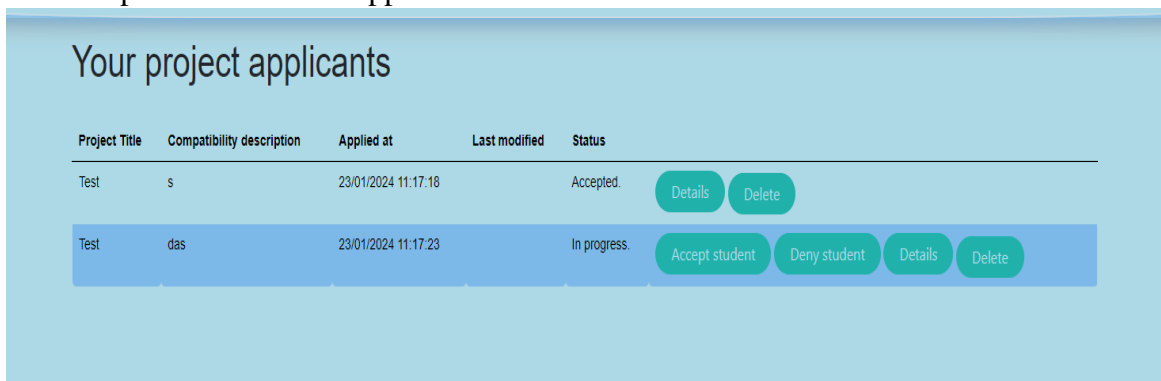 Your project applicants
Project Title Compatibility description Applied at Last modified Status
Test s 23/01/2024 11:17:18 Accepted. Details Delete
Test das 23/01/2024 11:17:23 In progress. Accept student Deny student Details Delete